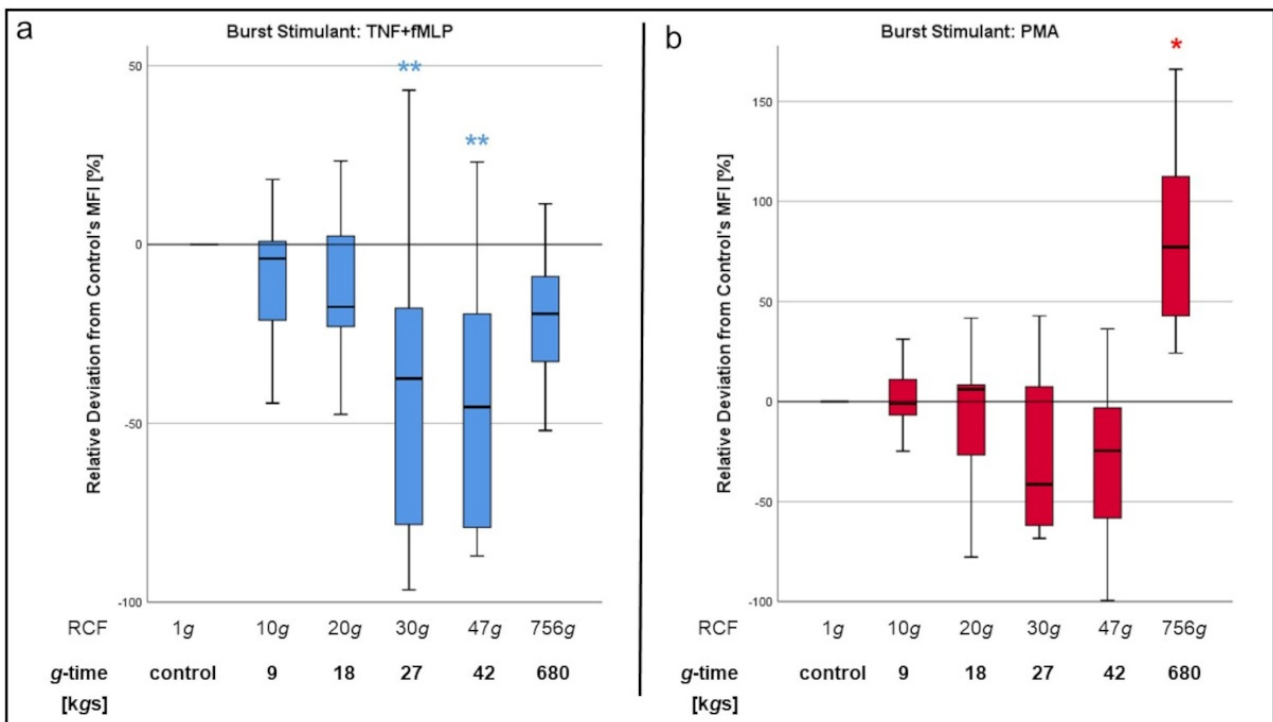 a
Burst Stimulant: TNF+fMLP
Relative Deviation from Control's MFI [%]
50
0
-50
-100
**
**
RCF 1g 10g 20g 30g 47g 756g
g-time control 9 18 27 42 680
[kgs]
b
Burst Stimulant: PMA
Relative Deviation from Control's MFI [%]
150
100
50
0
-50
-100
*
RCF 1g 10g 20g 30g 47g 756g
g-time control 9 18 27 42 680
[kgs]